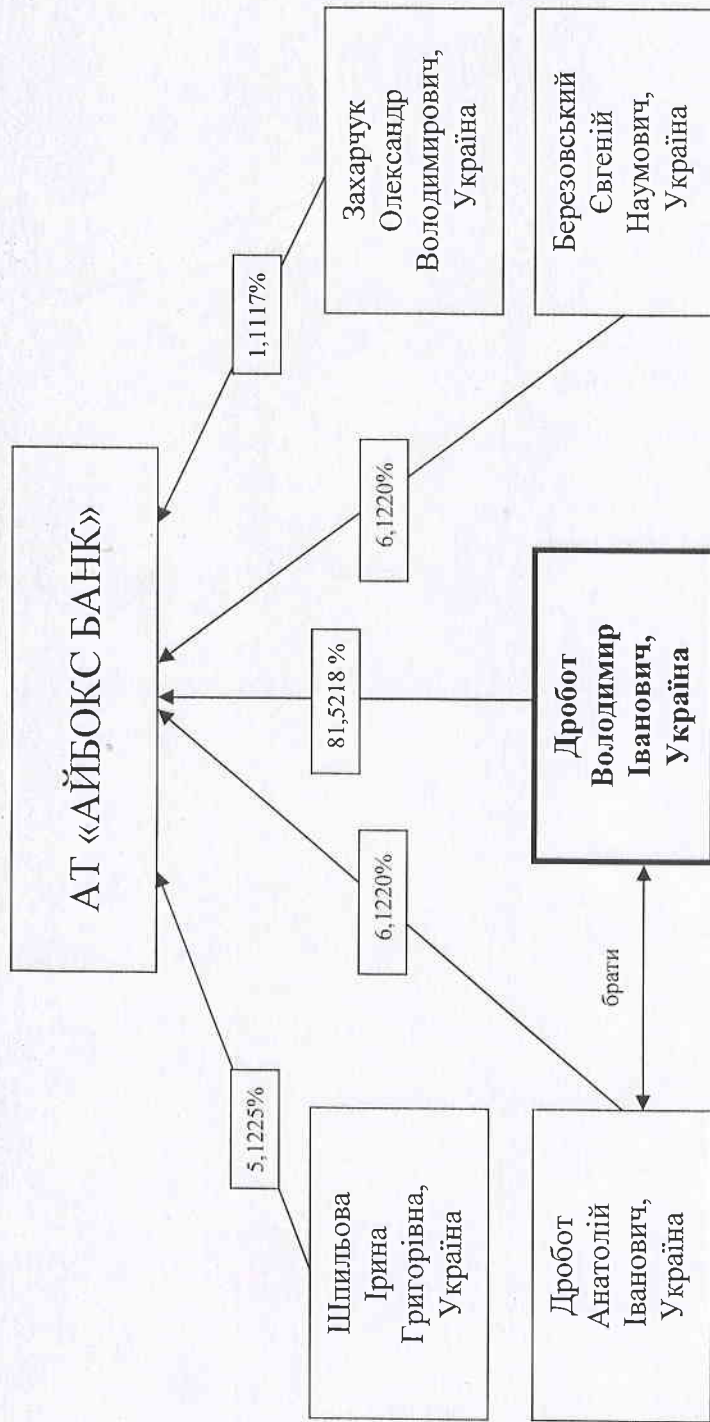 АТ «АЙБОКС БАНК»
5,1225%
6,1220%
81,5218 %
6,1220%
1,1117%
Шпильова
Ірина
Григорівна,
Україна
Захарчук
Олександр
Володимирович,
Україна
Дробот
Анатолій
Іванович,
Україна
брати
Дробот
Володимир
Іванович,
Україна
Березовський
Євгеній
Наумович,
Україна